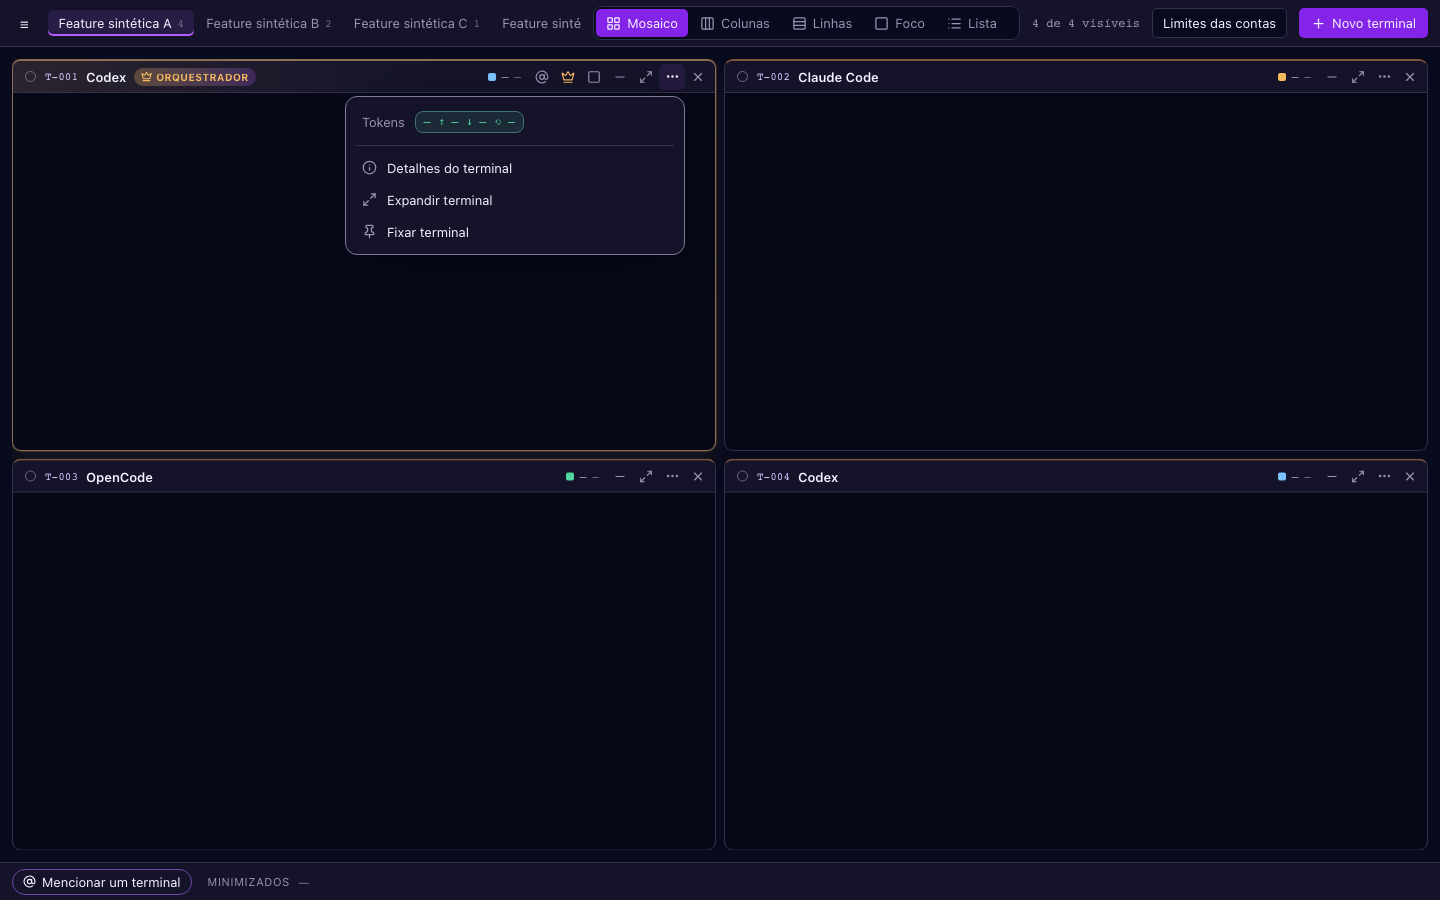 Feature sintética A 4 Feature sintética B 2 Feature sintética C 1 Feature sinté Mosaico Colunas Linhas Foco Lista 4 de 4 visíveis Limites das contas + Novo terminal
T-001 Codex ORQUESTRADOR — —
T-002 Claude Code — —
Tokens — ↑ — ↓ — ⟲ —
Detalhes do terminal
Expandir terminal
Fixar terminal
T-003 OpenCode — —
T-004 Codex — —
@ Mencionar um terminal MINIMIZADOS —